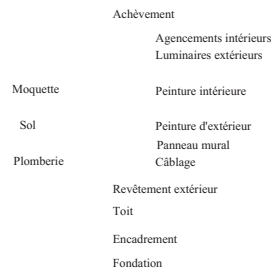 Achèvement
Agencements intérieurs
Luminaires extérieurs
Moquette
Peinture intérieure
Sol
Peinture d'extérieur
Panneau mural
Plomberie
Câblage
Revêtement extérieur
Toit
Encadrement
Fondation